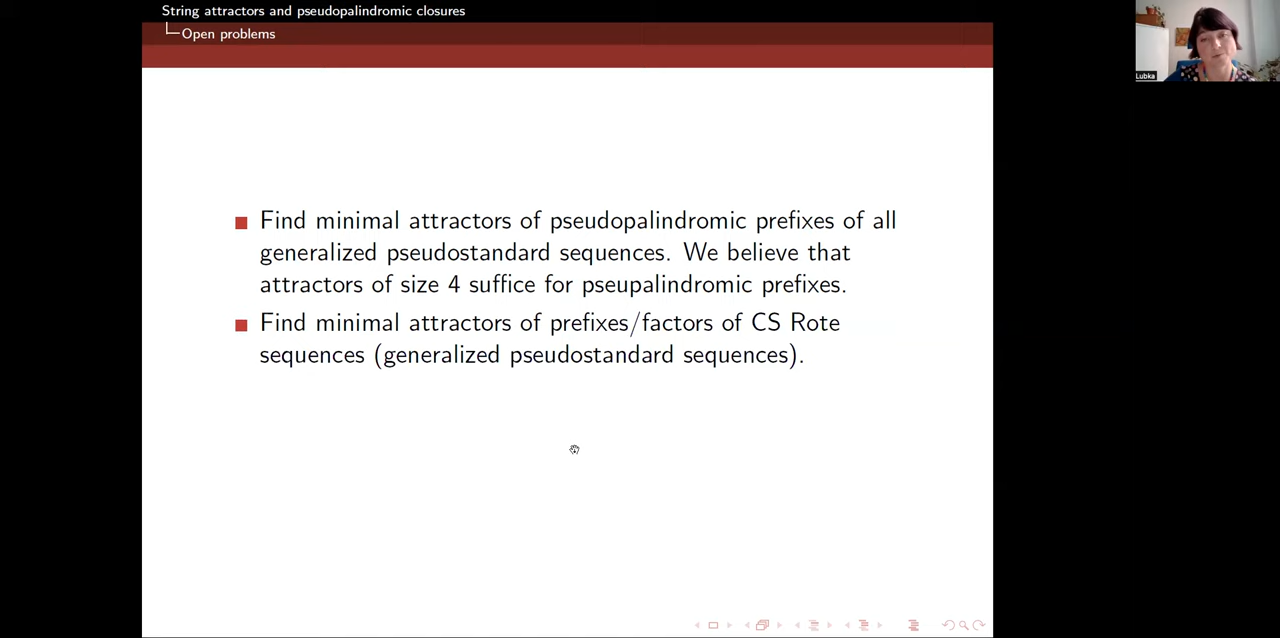 String attractors and pseudopalindromic closures
Open problems
Lubka
Find minimal attractors of pseudopalindromic prefixes of all
generalized pseudostandard sequences. We believe that
attractors of size 4 suffice for pseupalindromic prefixes.
Find minimal attractors of prefixes/factors of CS Rote
sequences (generalized pseudostandard sequences).